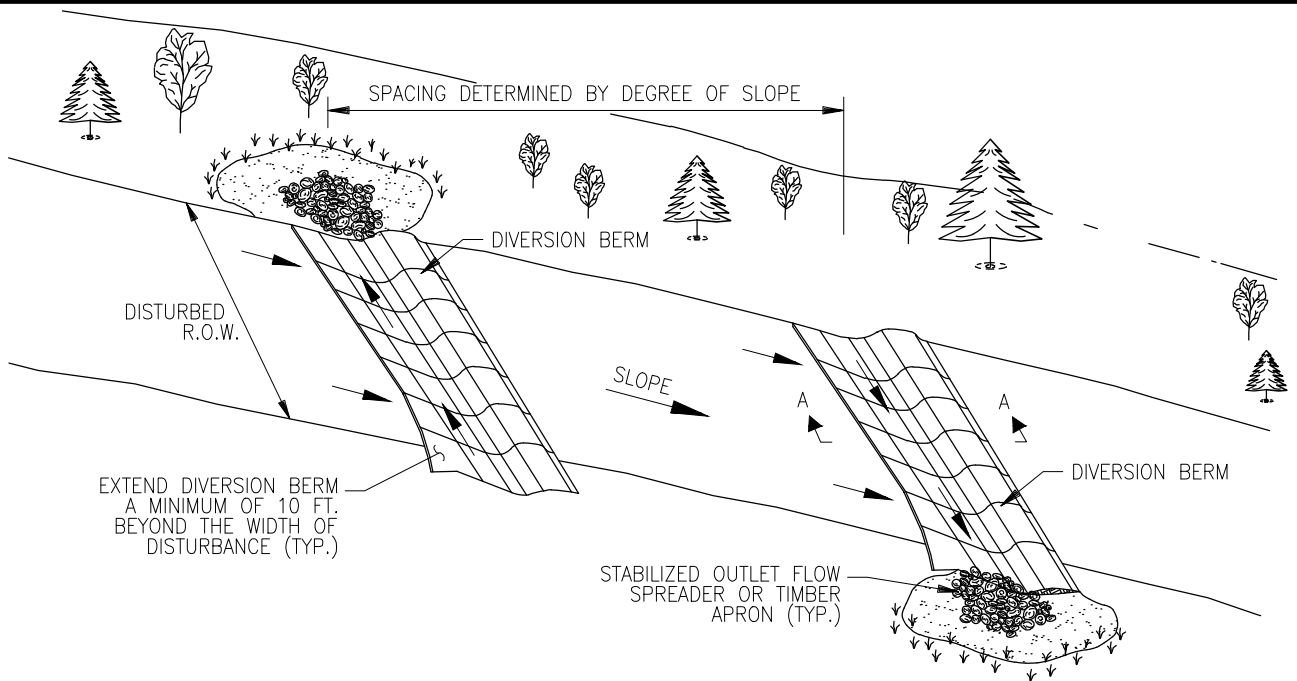 SPACING DETERMINED BY DEGREE OF SLOPE
DIVERSION BERM
DISTURBED
R.O.W.
SLOPE
A
A
EXTEND DIVERSION BERM
A MINIMUM OF 10 FT.
BEYOND THE WIDTH OF
DISTURBANCE (TYP.)
DIVERSION BERM
STABILIZED OUTLET FLOW
SPREADER OR TIMBER
APRON (TYP.)